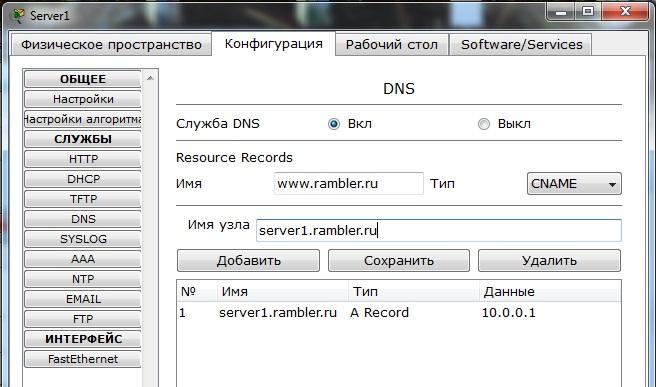 Server1
Физическое пространство Конфигурация Рабочий стол Software/Services
ОБЩЕЕ
Настройки
Настройки алгоритма
СЛУЖБЫ
HTTP
DHCP
TFTP
DNS
SYSLOG
AAA
NTP
EMAIL
FTP
ИНТЕРФЕЙС
FastEthernet
DNS
Служба DNS Вкл Выкл
Resource Records
Имя www.rambler.ru Тип CNAME
Имя узла server1.rambler.ru
Добавить Сохранить Удалить
№ Имя Тип Данные
1 server1.rambler.ru A Record 10.0.0.1